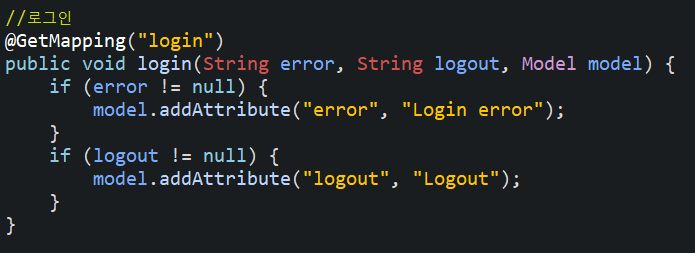 //로그인
@GetMapping("login")
public void login(String error, String logout, Model model) {
    if (error != null) {
        model.addAttribute("error", "Login error");
    }
    if (logout != null) {
        model.addAttribute("logout", "Logout");
    }
}